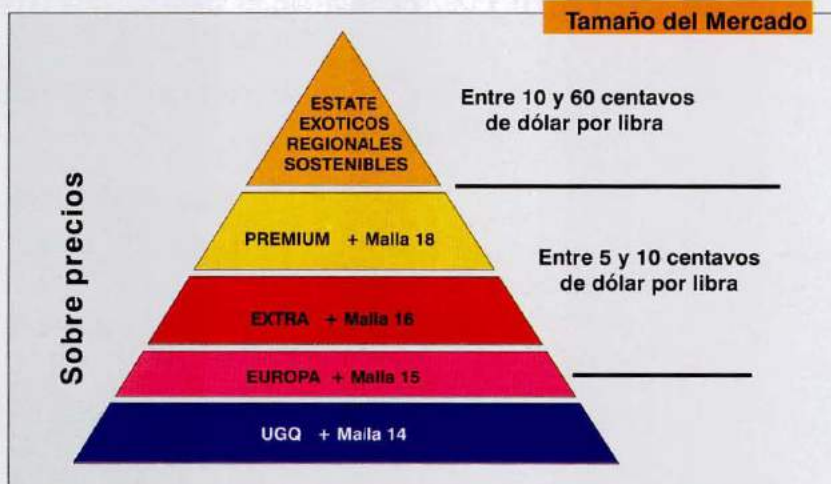 Tamaño del Mercado
Sobre precios
ESTATE
EXOTICOS
REGIONALES
SOSTENIBLES
Entre 10 y 60 centavos
de dólar por libra
PREMIUM + Malla 18
Entre 5 y 10 centavos
de dólar por libra
EXTRA + Malla 16
EUROPA + Malla 15
UGQ + Malla 14